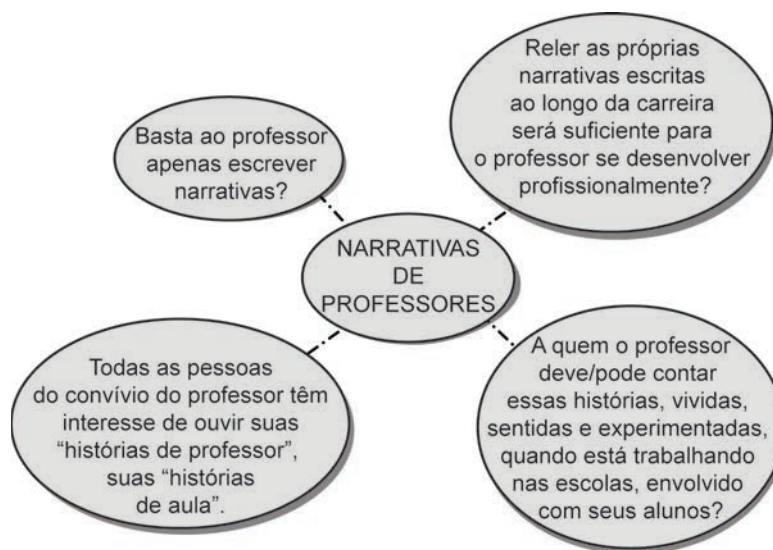 Basta ao professor
apenas escrever
narrativas?
Reler as próprias
narrativas escritas
ao longo da carreira
será suficiente para
o professor se desenvolver
profissionalmente?
NARRATIVAS
DE
PROFESSORES
Todas as pessoas
do convívio do professor têm
interesse de ouvir suas
“histórias de professor”,
suas “histórias
de aula”.
A quem o professor
deve/pode contar
essas histórias, vividas,
sentidas e experimentadas,
quando está trabalhando
nas escolas, envolvido
com seus alunos?